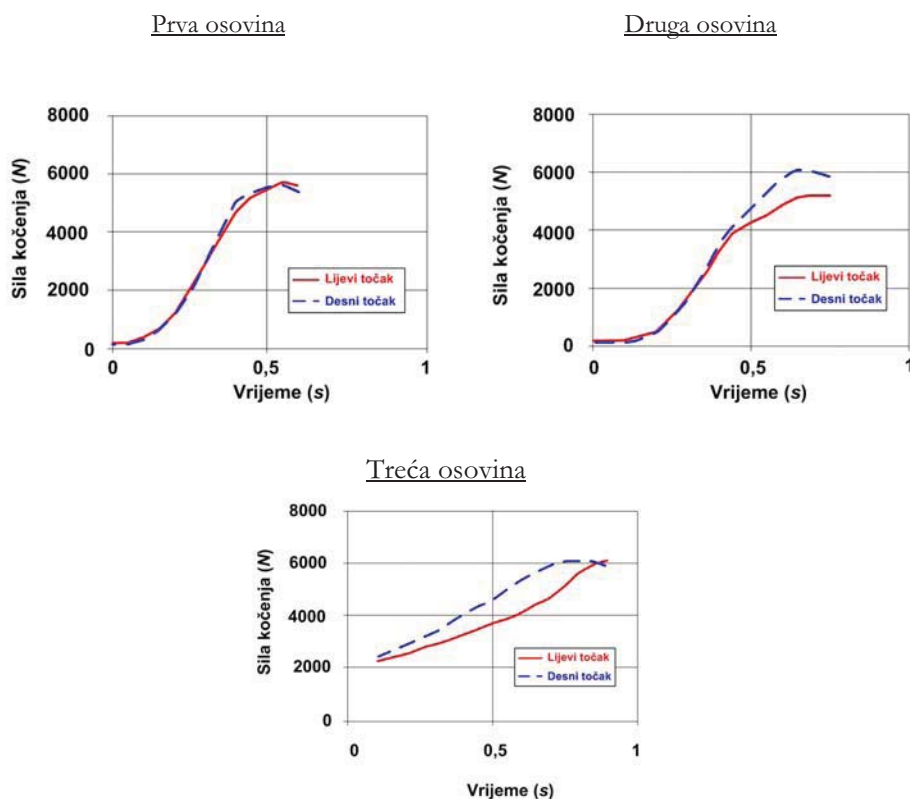 Prva osovina
Druga osovina
Sila kočenja (N)
8000
6000
4000
2000
0
0
0,5
1
Vrijeme (s)
Lijevi točak
Desni točak
Sila kočenja (N)
8000
6000
4000
2000
0
0
0,5
1
Vrijeme (s)
Lijevi točak
Desni točak
Treća osovina
Sila kočenja (N)
8000
6000
4000
2000
0
0
0,5
1
Vrijeme (s)
Lijevi točak
Desni točak